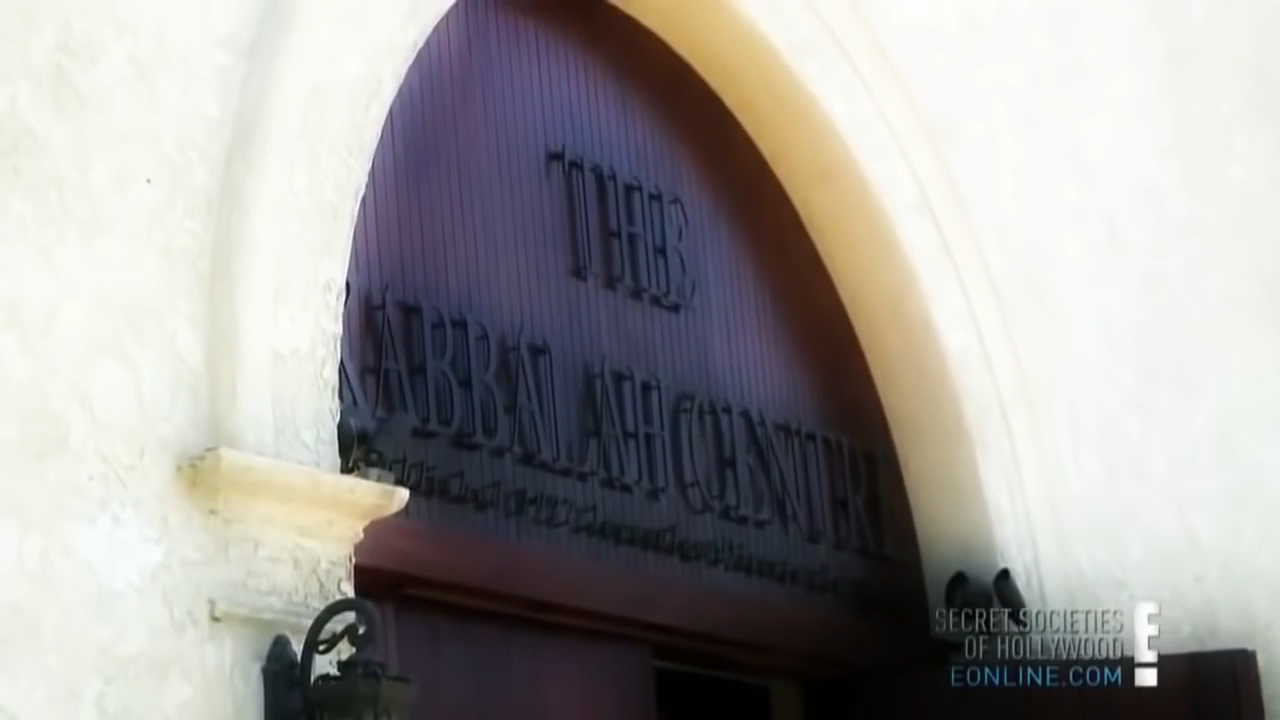 THE
KABBALAH CENTRE
SECRET SOCIETIES
OF HOLLYWOOD
EONLINE.COM
E!